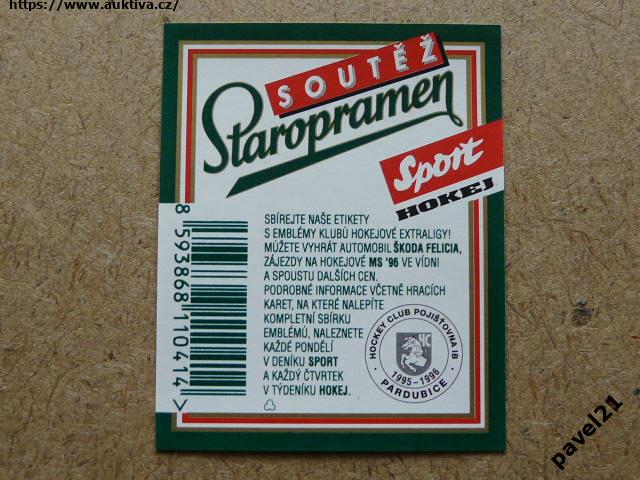 https://www.auktiva.cz/
SOUTĚŽ
Staropramen
Sport
HOKEJ
SBÍREJTE NAŠE ETIKETY
S EMBLÉMY KLUBŮ HOKEJOVÉ EXTRALIGY!
MŮŽETE VYHRÁT AUTOMOBIL ŠKODA FELICIA,
ZÁJEZDY NA HOKEJOVÉ MS '96 VE VÍDNI
A SPOUSTU DALŠÍCH CEN.
PODROBNÉ INFORMACE VČETNĚ HRACÍCH
KARET, NA KTERÉ NALEPÍTE
KOMPLETNÍ SBÍRKU
EMBLÉMŮ, NALEZNETE
KAŽDÉ PONDĚLÍ
V DENÍKU SPORT
A KAŽDÝ ČTVRTEK
V TÝDENÍKU HOKEJ.
8 593868 110414 >
HOCKEY CLUB POJIŠŤOVNA IB
HC
1995-1996
PARDUBICE
pavel21